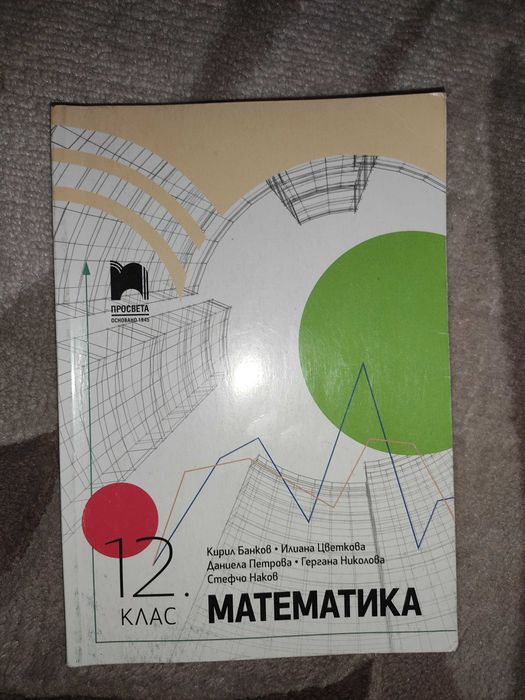 ПРОСВЕТА
ОСНОВАНО 1945
Кирил Банков • Илиана Цветкова
Даниела Петрова • Гергана Николова
Стефчо Наков
12.
КЛАС
МАТЕМАТИКА